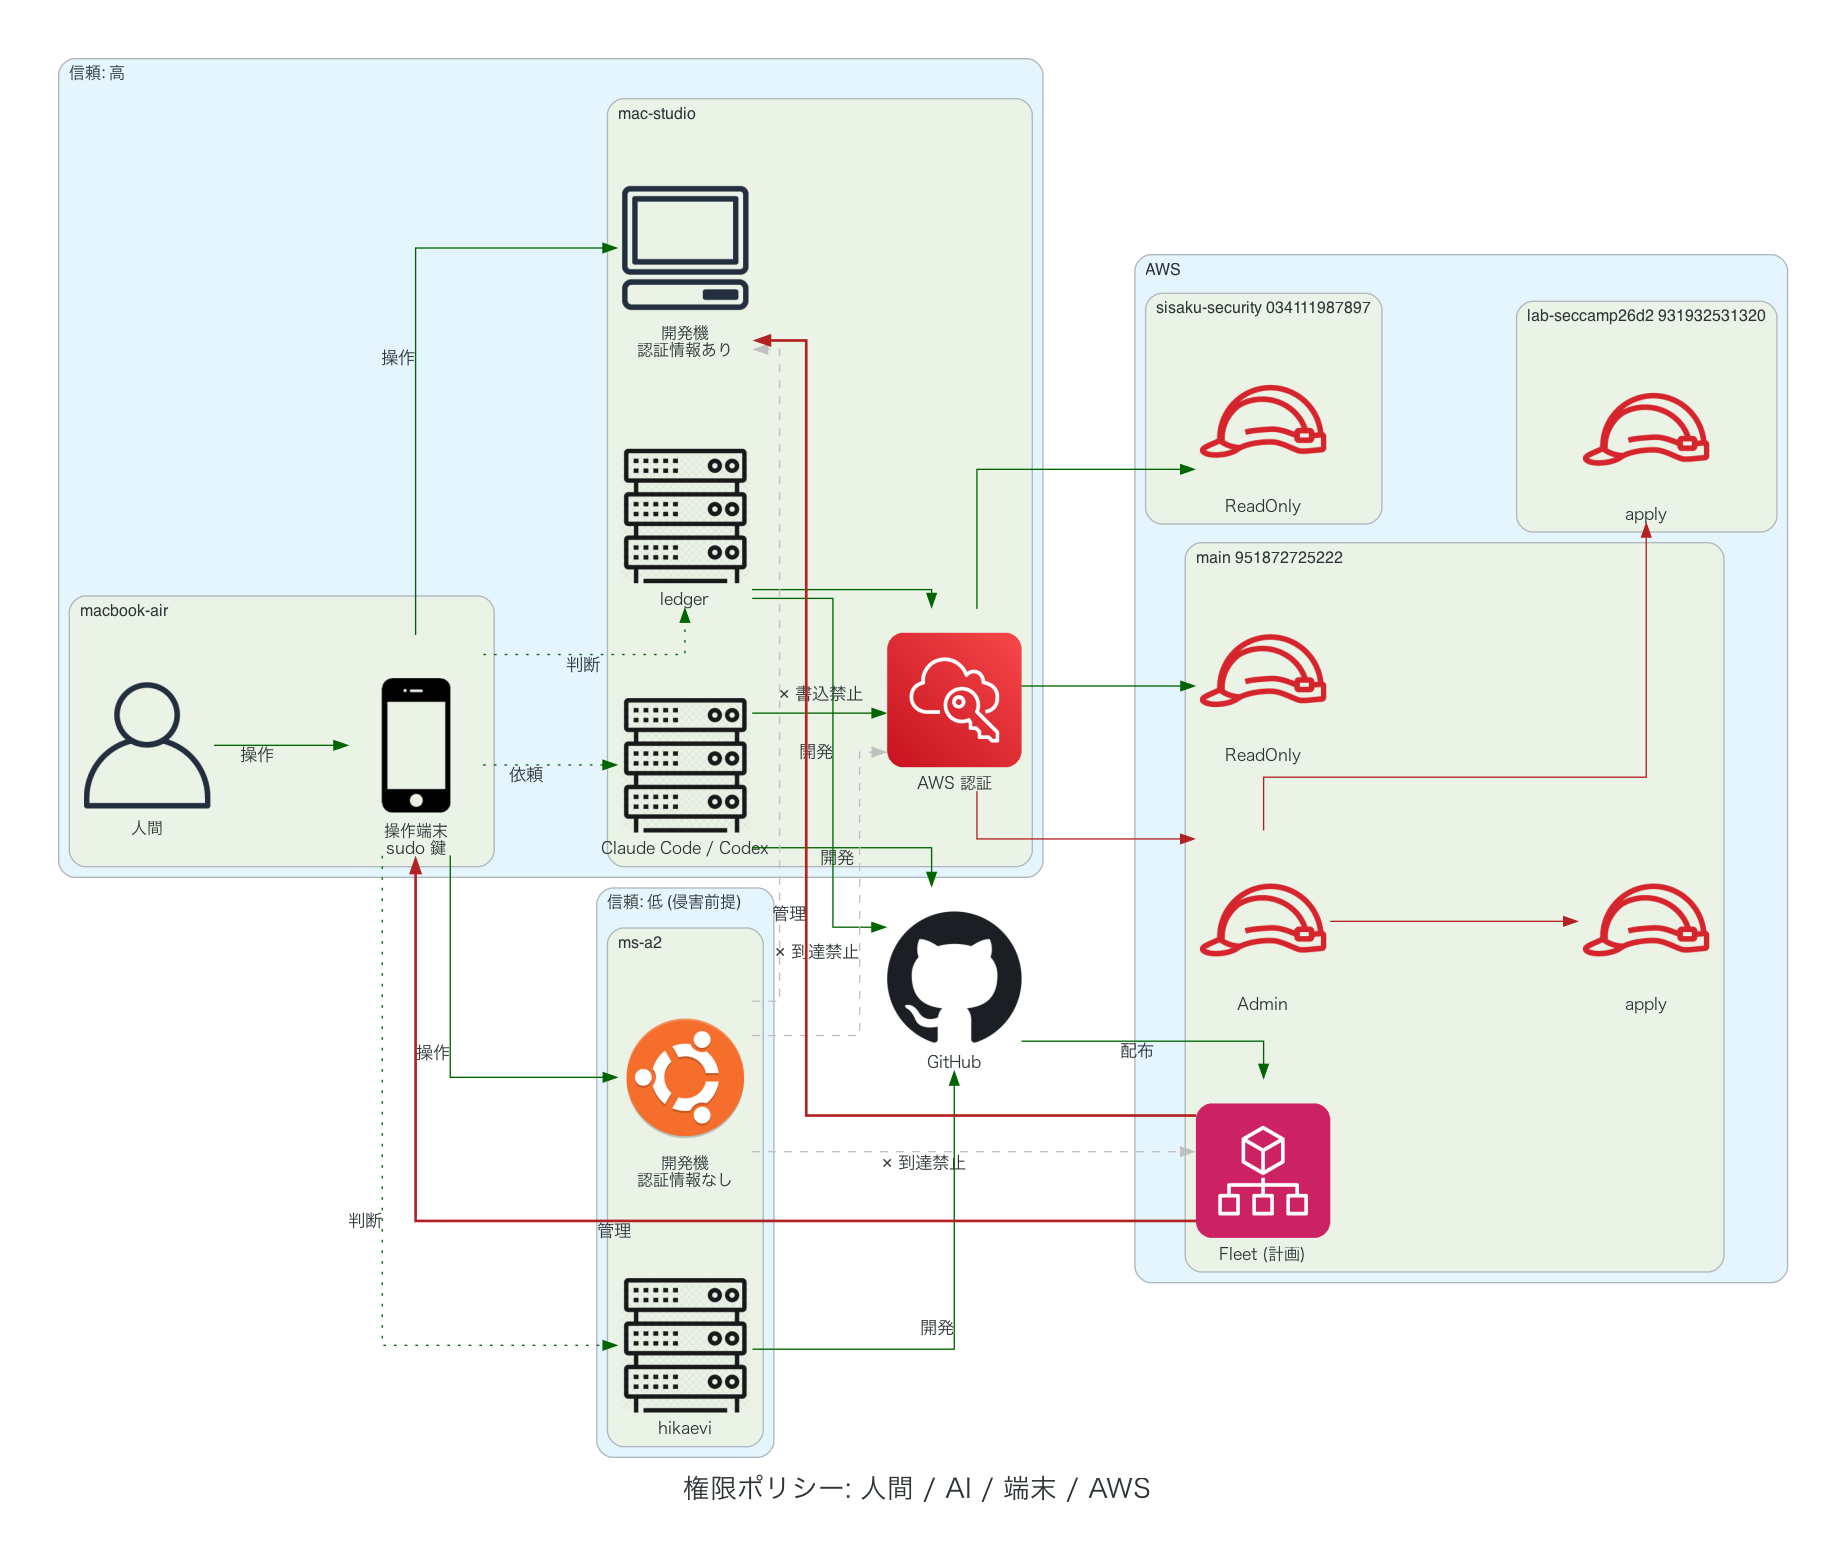 信頼: 高
mac-studio
開発機
認証情報あり
操作
AWS
sisaku-security 034111987897
lab-seccamp26d2 931932531320
ReadOnly
apply
main 951872725222
ledger
macbook-air
判断
× 書込禁止
開発
依頼
操作
AWS 認証
ReadOnly
人間
操作端末
sudo 鍵
Claude Code / Codex
開発
信頼: 低 (侵害前提)
管理
ms-a2
× 到達禁止
Admin
apply
操作
GitHub
配布
開発機
認証情報なし
× 到達禁止
判断
管理
Fleet (計画)
開発
hikaevi
権限ポリシー: 人間 / AI / 端末 / AWS